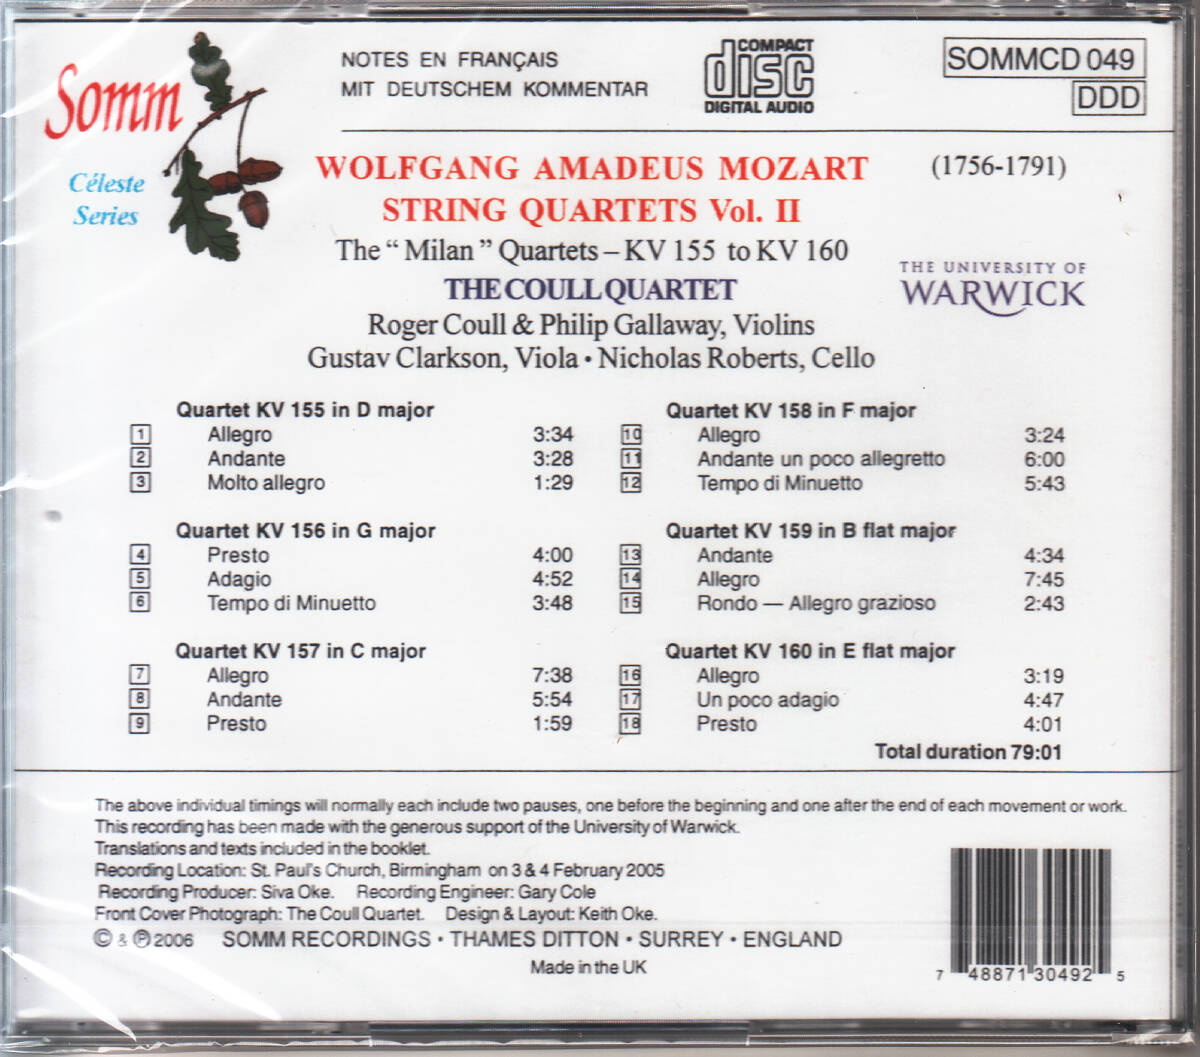 Somm
Céleste
Series
NOTES EN FRANÇAIS
MIT DEUTSCHEM KOMMENTAR
COMPACT
disc
DIGITAL AUDIO
SOMMCD 049
DDD
WOLFGANG AMADEUS MOZART (1756-1791)
STRING QUARTETS Vol. II
The “ Milan ” Quartets – KV 155 to KV 160
THE COULL QUARTET
Roger Coull & Philip Gallaway, Violins
Gustav Clarkson, Viola • Nicholas Roberts, Cello
THE UNIVERSITY OF
WARWICK
Quartet KV 155 in D major
1 Allegro 3:34
2 Andante 3:28
3 Molto allegro 1:29
Quartet KV 156 in G major
4 Presto 4:00
5 Adagio 4:52
6 Tempo di Minuetto 3:48
Quartet KV 157 in C major
7 Allegro 7:38
8 Andante 5:54
9 Presto 1:59
Quartet KV 158 in F major
10 Allegro 3:24
11 Andante un poco allegretto 6:00
12 Tempo di Minuetto 5:43
Quartet KV 159 in B flat major
13 Andante 4:34
14 Allegro 7:45
15 Rondo — Allegro grazioso 2:43
Quartet KV 160 in E flat major
16 Allegro 3:19
17 Un poco adagio 4:47
18 Presto 4:01
Total duration 79:01
The above individual timings will normally each include two pauses, one before the beginning and one after the end of each movement or work.
This recording has been made with the generous support of the University of Warwick.
Translations and texts included in the booklet.
Recording Location: St. Paul's Church, Birmingham on 3 & 4 February 2005
Recording Producer: Siva Oke. Recording Engineer: Gary Cole
Front Cover Photograph: The Coull Quartet. Design & Layout: Keith Oke.
© & ℗ 2006 SOMM RECORDINGS • THAMES DITTON • SURREY • ENGLAND
Made in the UK
7 48871 30492 5